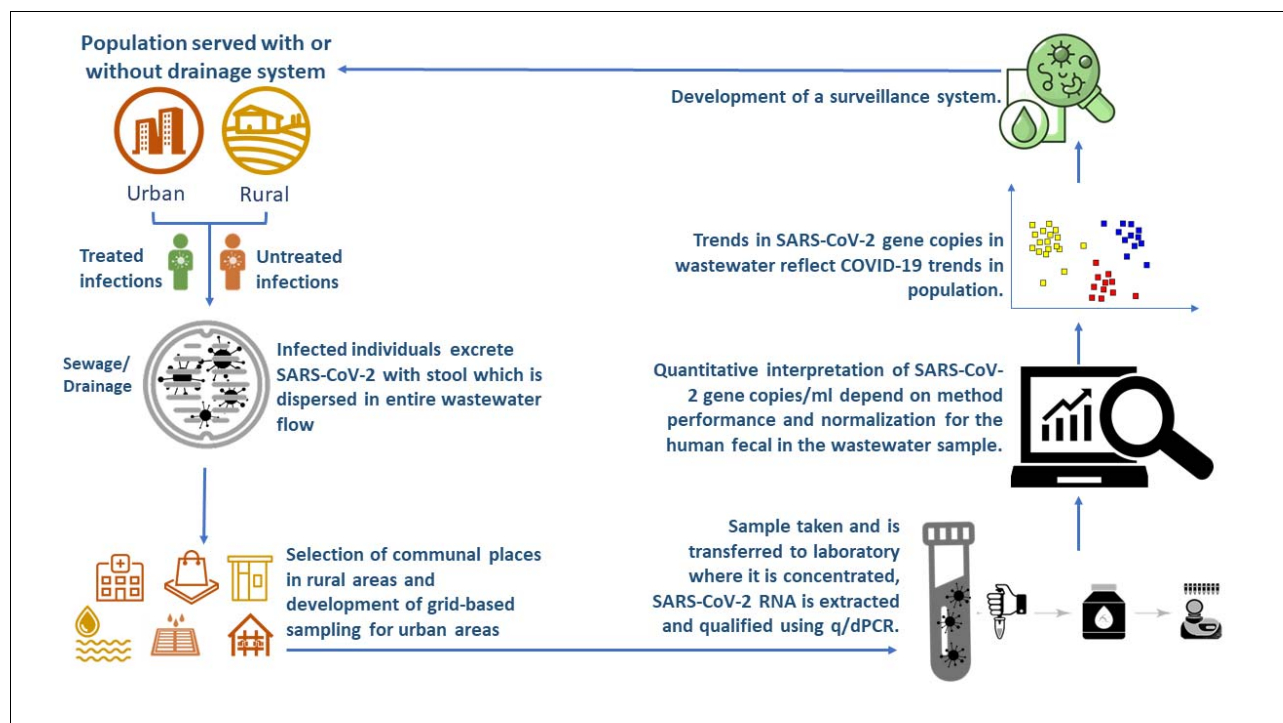 Population served with or
without drainage system
Urban
Rural
Treated
infections
Untreated
infections
Sewage/
Drainage
Infected individuals excrete
SARS-CoV-2 with stool which is
dispersed in entire wastewater
flow
Selection of communal places
in rural areas and
development of grid-based
sampling for urban areas
Sample taken and is
transferred to laboratory
where it is concentrated,
SARS-CoV-2 RNA is extracted
and qualified using q/dPCR.
Quantitative interpretation of SARS-CoV-
2 gene copies/ml depend on method
performance and normalization for the
human fecal in the wastewater sample.
Trends in SARS-CoV-2 gene copies in
wastewater reflect COVID-19 trends in
population.
Development of a surveillance system.